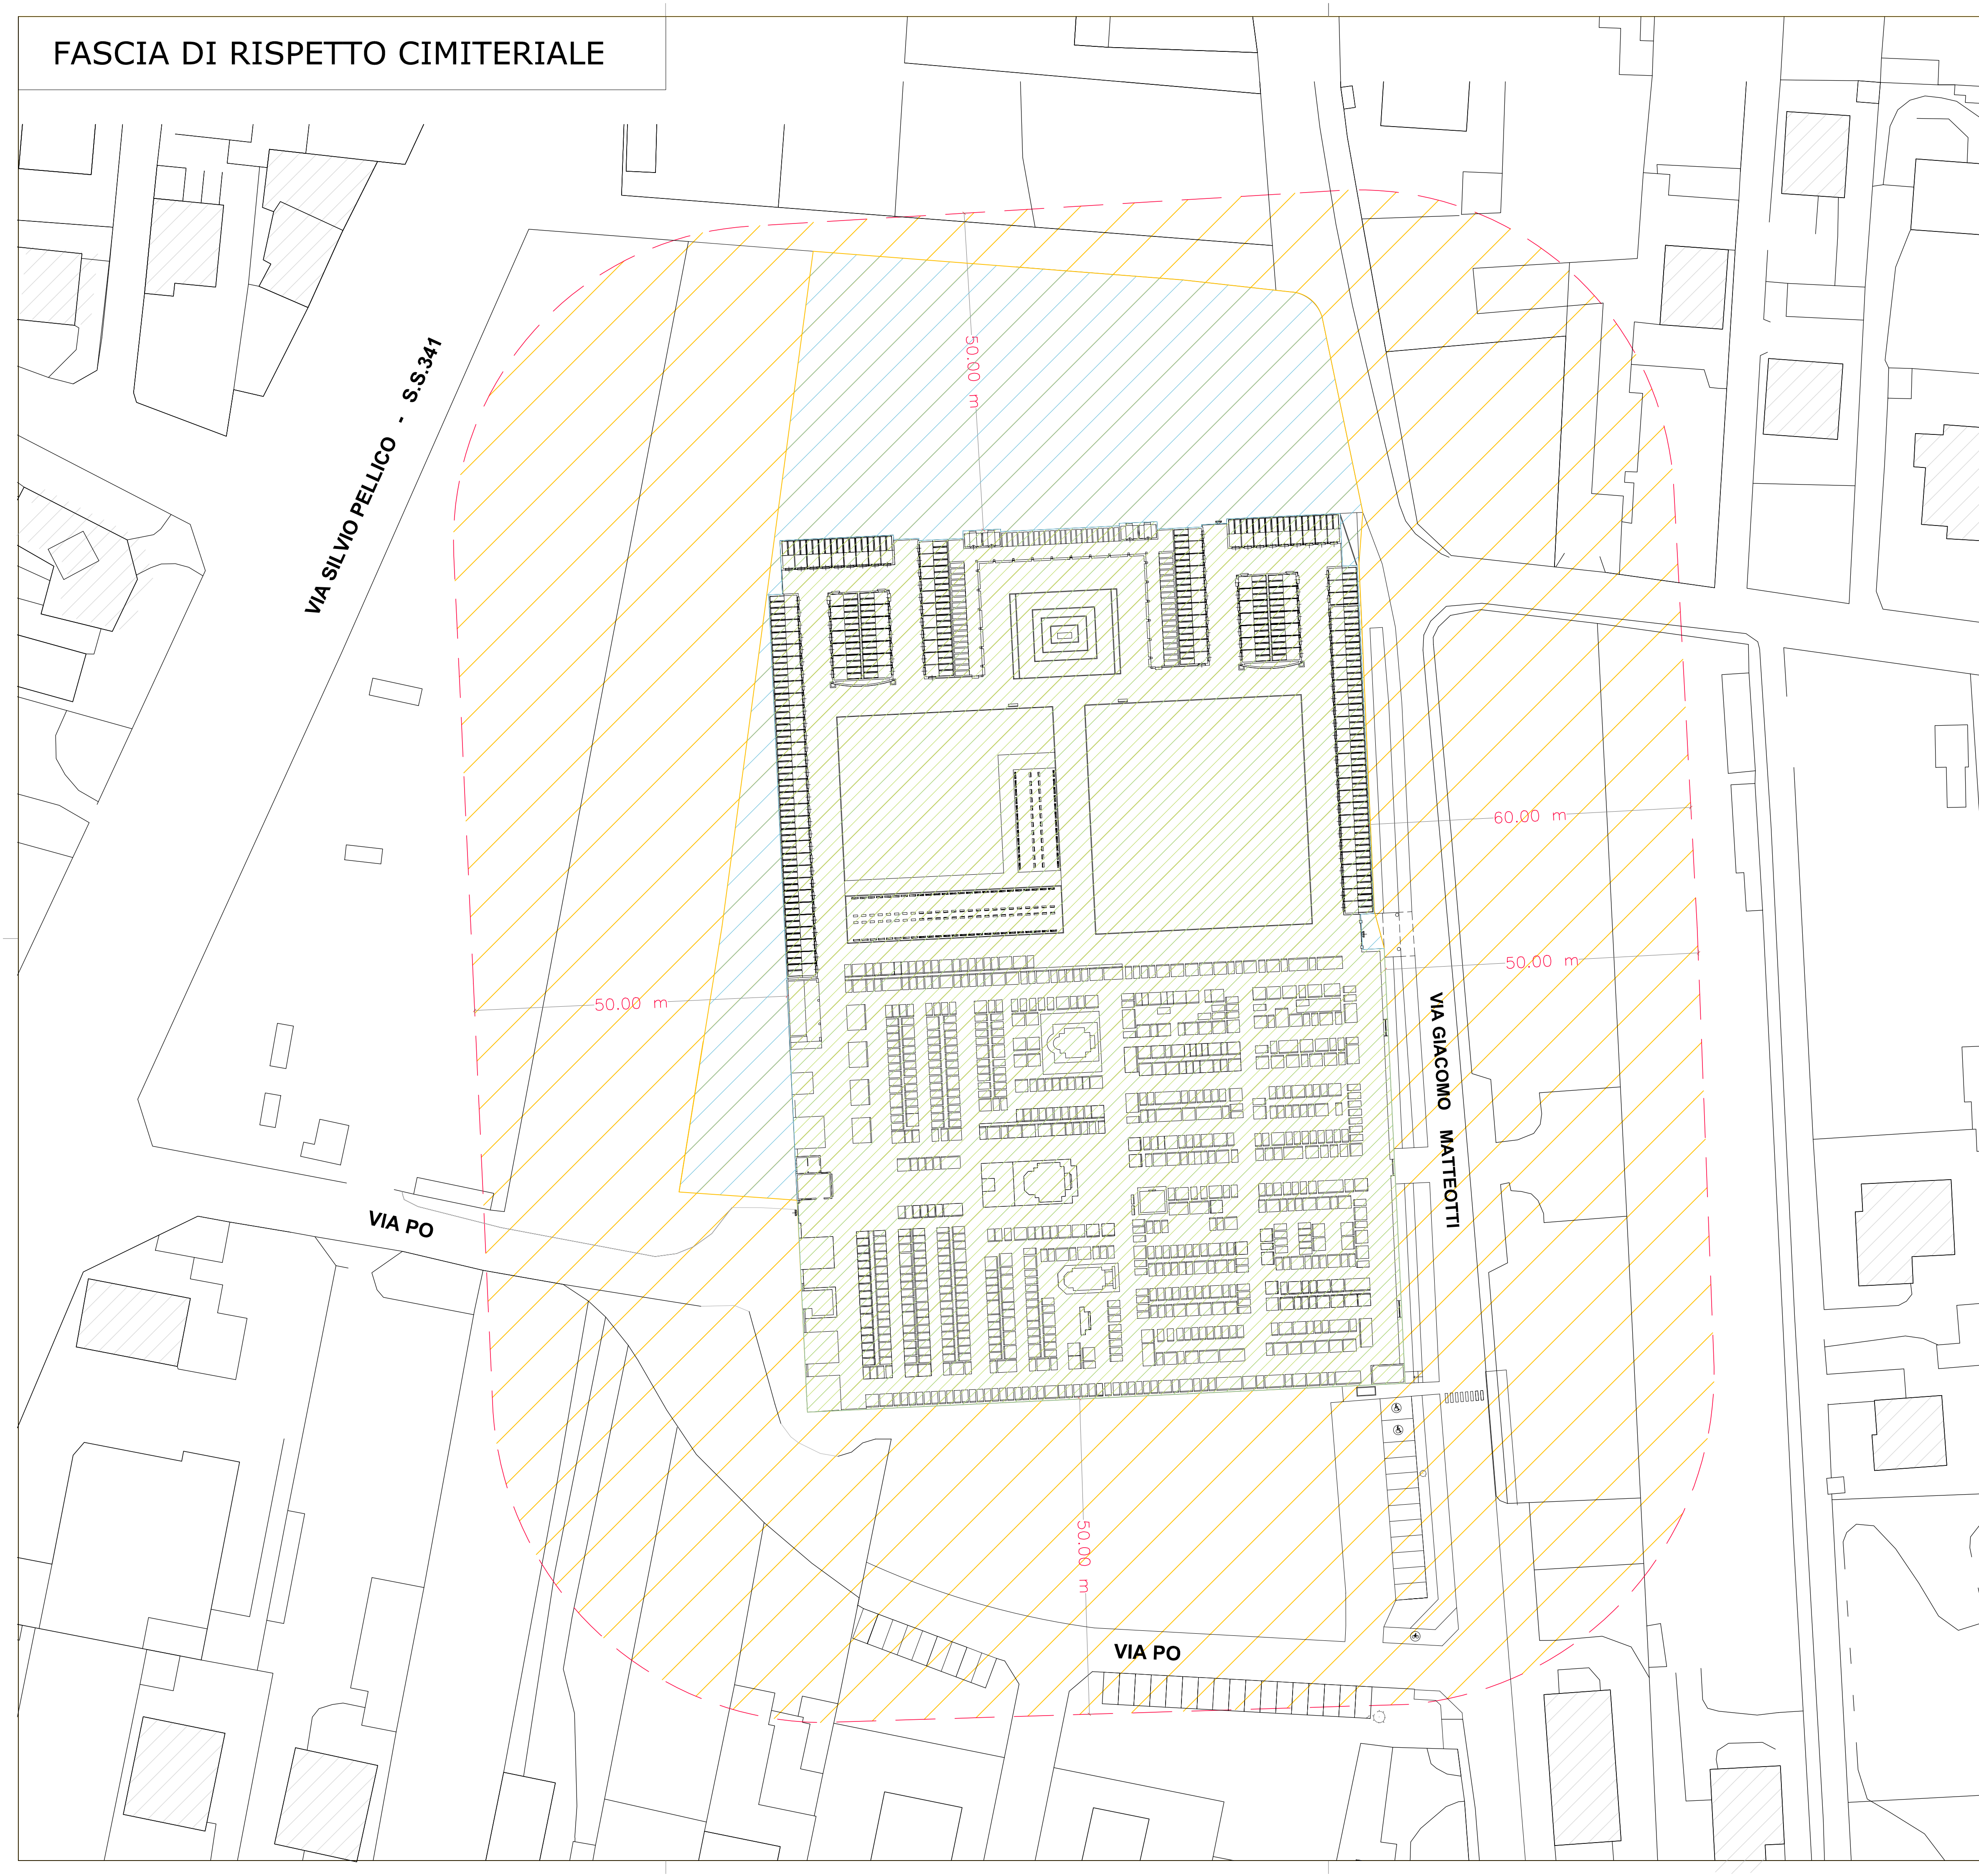 FASCIA DI RISPETTO CIMITERIALE
VIA SILVIO PELLICO - S.S.341
50.00 m
60.00 m
50.00 m
50.00 m
VIA GIACOMO MATTEOTTI
VIA PO
50.00 m
VIA PO